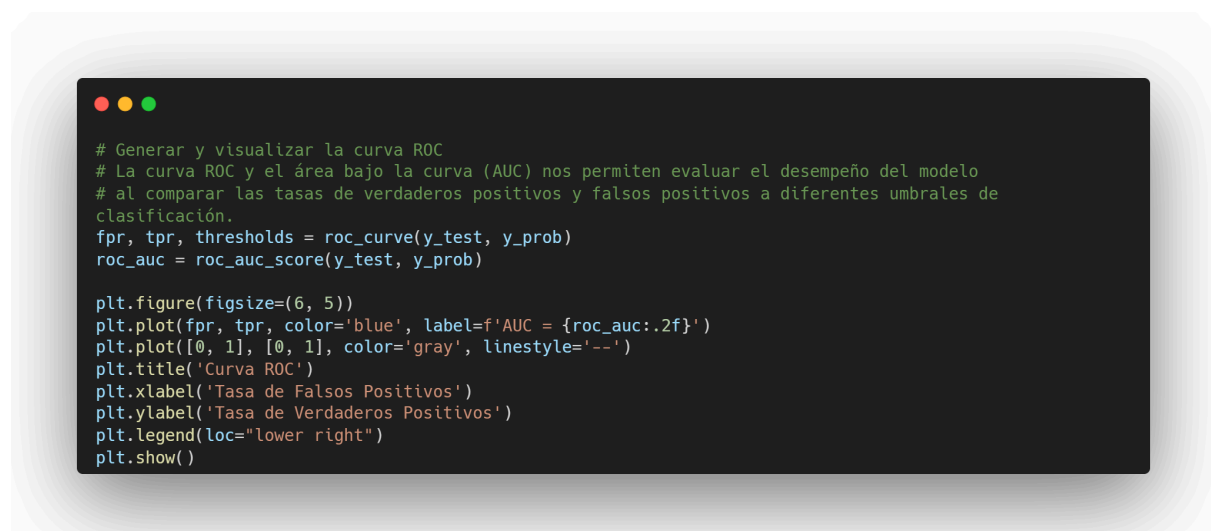 # Generar y visualizar la curva ROC
# La curva ROC y el área bajo la curva (AUC) nos permiten evaluar el desempeño del modelo
# al comparar las tasas de verdaderos positivos y falsos positivos a diferentes umbrales de
clasificación.
fpr, tpr, thresholds = roc_curve(y_test, y_prob)
roc_auc = roc_auc_score(y_test, y_prob)
plt.figure(figsize=(6, 5))
plt.plot(fpr, tpr, color='blue', label=f'AUC = {roc_auc:.2f}')
plt.plot([0, 1], [0, 1], color='gray', linestyle='--')
plt.title('Curva ROC')
plt.xlabel('Tasa de Falsos Positivos')
plt.ylabel('Tasa de Verdaderos Positivos')
plt.legend(loc="lower right")
plt.show()